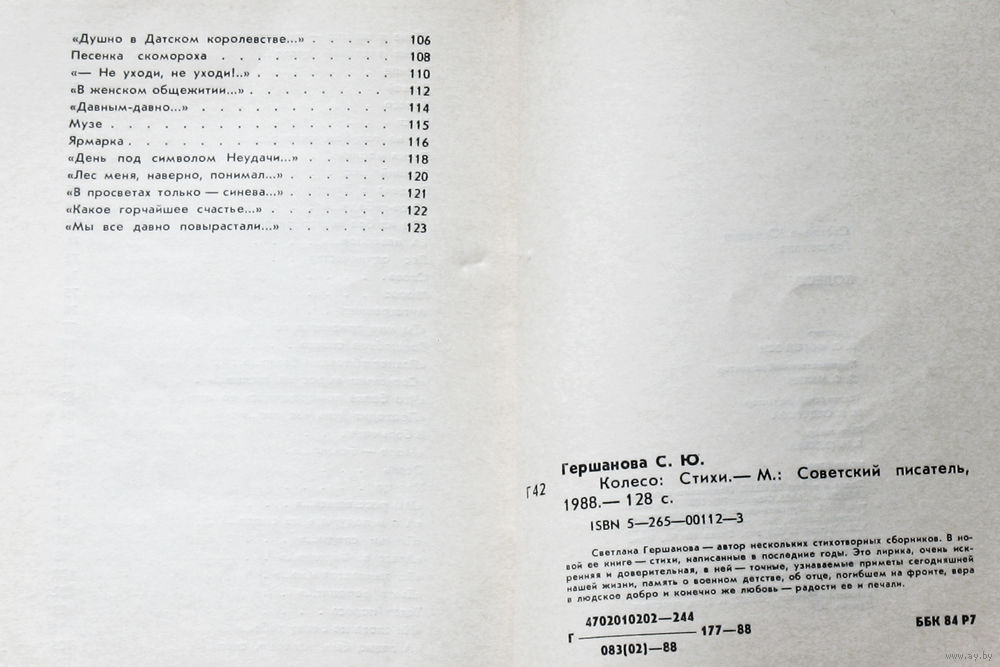 «Душно в Датском королевстве...» . . . . . 106
Песенка скомороха . . . . . . . . . . 108
«— Не уходи, не уходи!..» . . . . . . . . 110
«В женском общежитии...» . . . . . . . . 112
«Давным-давно...» . . . . . . . . . . . 114
Музе . . . . . . . . . . . . . . . . 115
Ярмарка . . . . . . . . . . . . . . . 116
«День под символом Неудачи...» . . . . . 118
«Лес меня, наверно, понимал...» . . . . . . 120
«В просветах только — синева...» . . . . . . 121
«Какое горчайшее счастье...» . . . . . . . 122
«Мы все давно повырастали...» . . . . . . 123
Гершанова С. Ю.
Г42 Колесо: Стихи.— М.: Советский писатель,
1988.— 128 с.
ISBN 5—265—00112—3
Светлана Гершанова — автор нескольких стихотворных сборников. В но-
вой ее книге — стихи, написанные в последние годы. Это лирика, очень иск-
ренняя и доверительная, в ней — точные, узнаваемые приметы сегодняшней
нашей жизни, память о военном детстве, об отце, погибшем на фронте, вера
в людское добро и конечно же любовь — радости ее и печали.
4702010202—244
Г ——————— 177—88 ББК 84 Р7
083(02)—88
www.ay.by